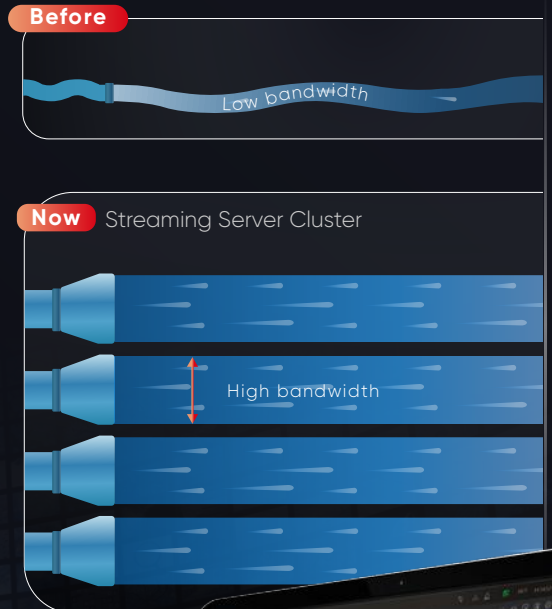 Before
Low bandwidth
Now
Streaming Server Cluster
High bandwidth